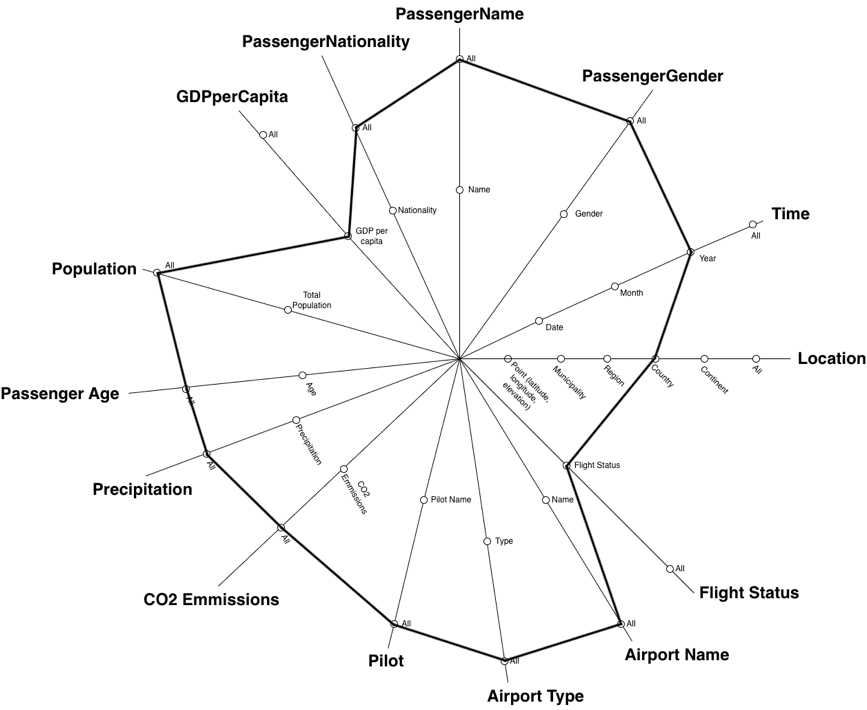 PassengerName
PassengerNationality
All
PassengerGender
GDPperCapita
All
All
All
Name
Nationality
Gender
Time
All
GDP per
capita
Year
Population
All
Month
Total
Population
Date
Location
Point (latitude,
longitude,
elevation)
Municipality
Region
Country
Continent
All
Passenger Age
All
Age
Precipitation
All
Precipitation
CO2
Emmissions
All
CO2 Emmissions
Flight Status
All
Flight Status
Pilot Name
Name
Type
All
Pilot
All
Airport Name
All
Airport Type